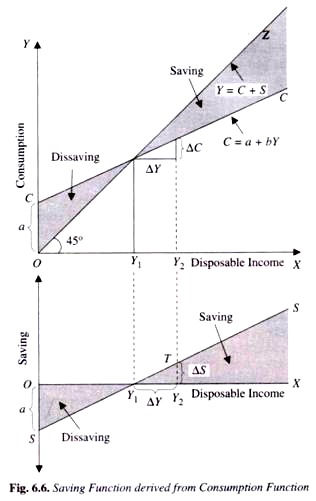 Y
Z
Saving
Y = C + S
C
C = a + bY
ΔC
Dissaving
ΔY
Consumption
C
a
45°
O
Y1
Y2
Disposable Income
X
Saving
S
Saving
T
ΔS
O
Y1
ΔY
Y2
Disposable Income
X
a
S
Dissaving
Fig. 6.6. Saving Function derived from Consumption Function